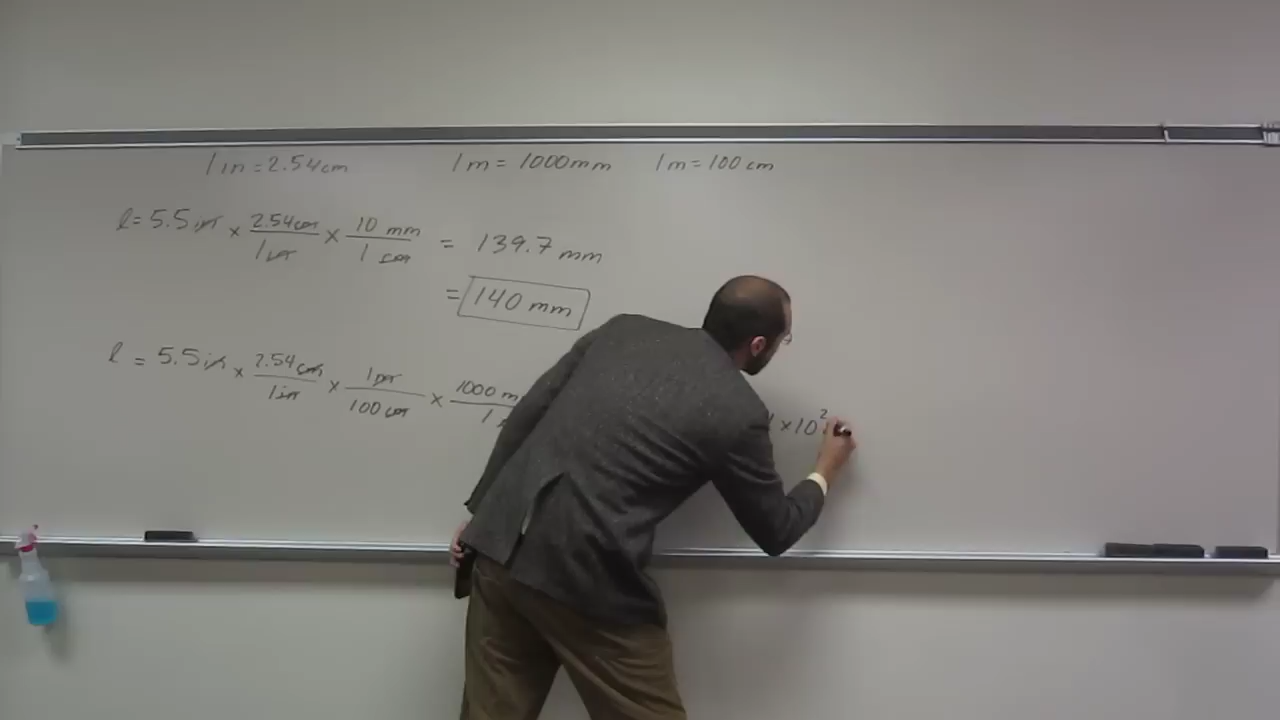 1 in = 2.54 cm    1 m = 1000 mm    1 m = 100 cm
l = 5.5 in × 2.54 cm / 1 in × 10 mm / 1 cm = 139.7 mm
= 140 mm
l = 5.5 in × 2.54 cm / 1 in × 1 m / 100 cm × 1000 m / 1 × 10²